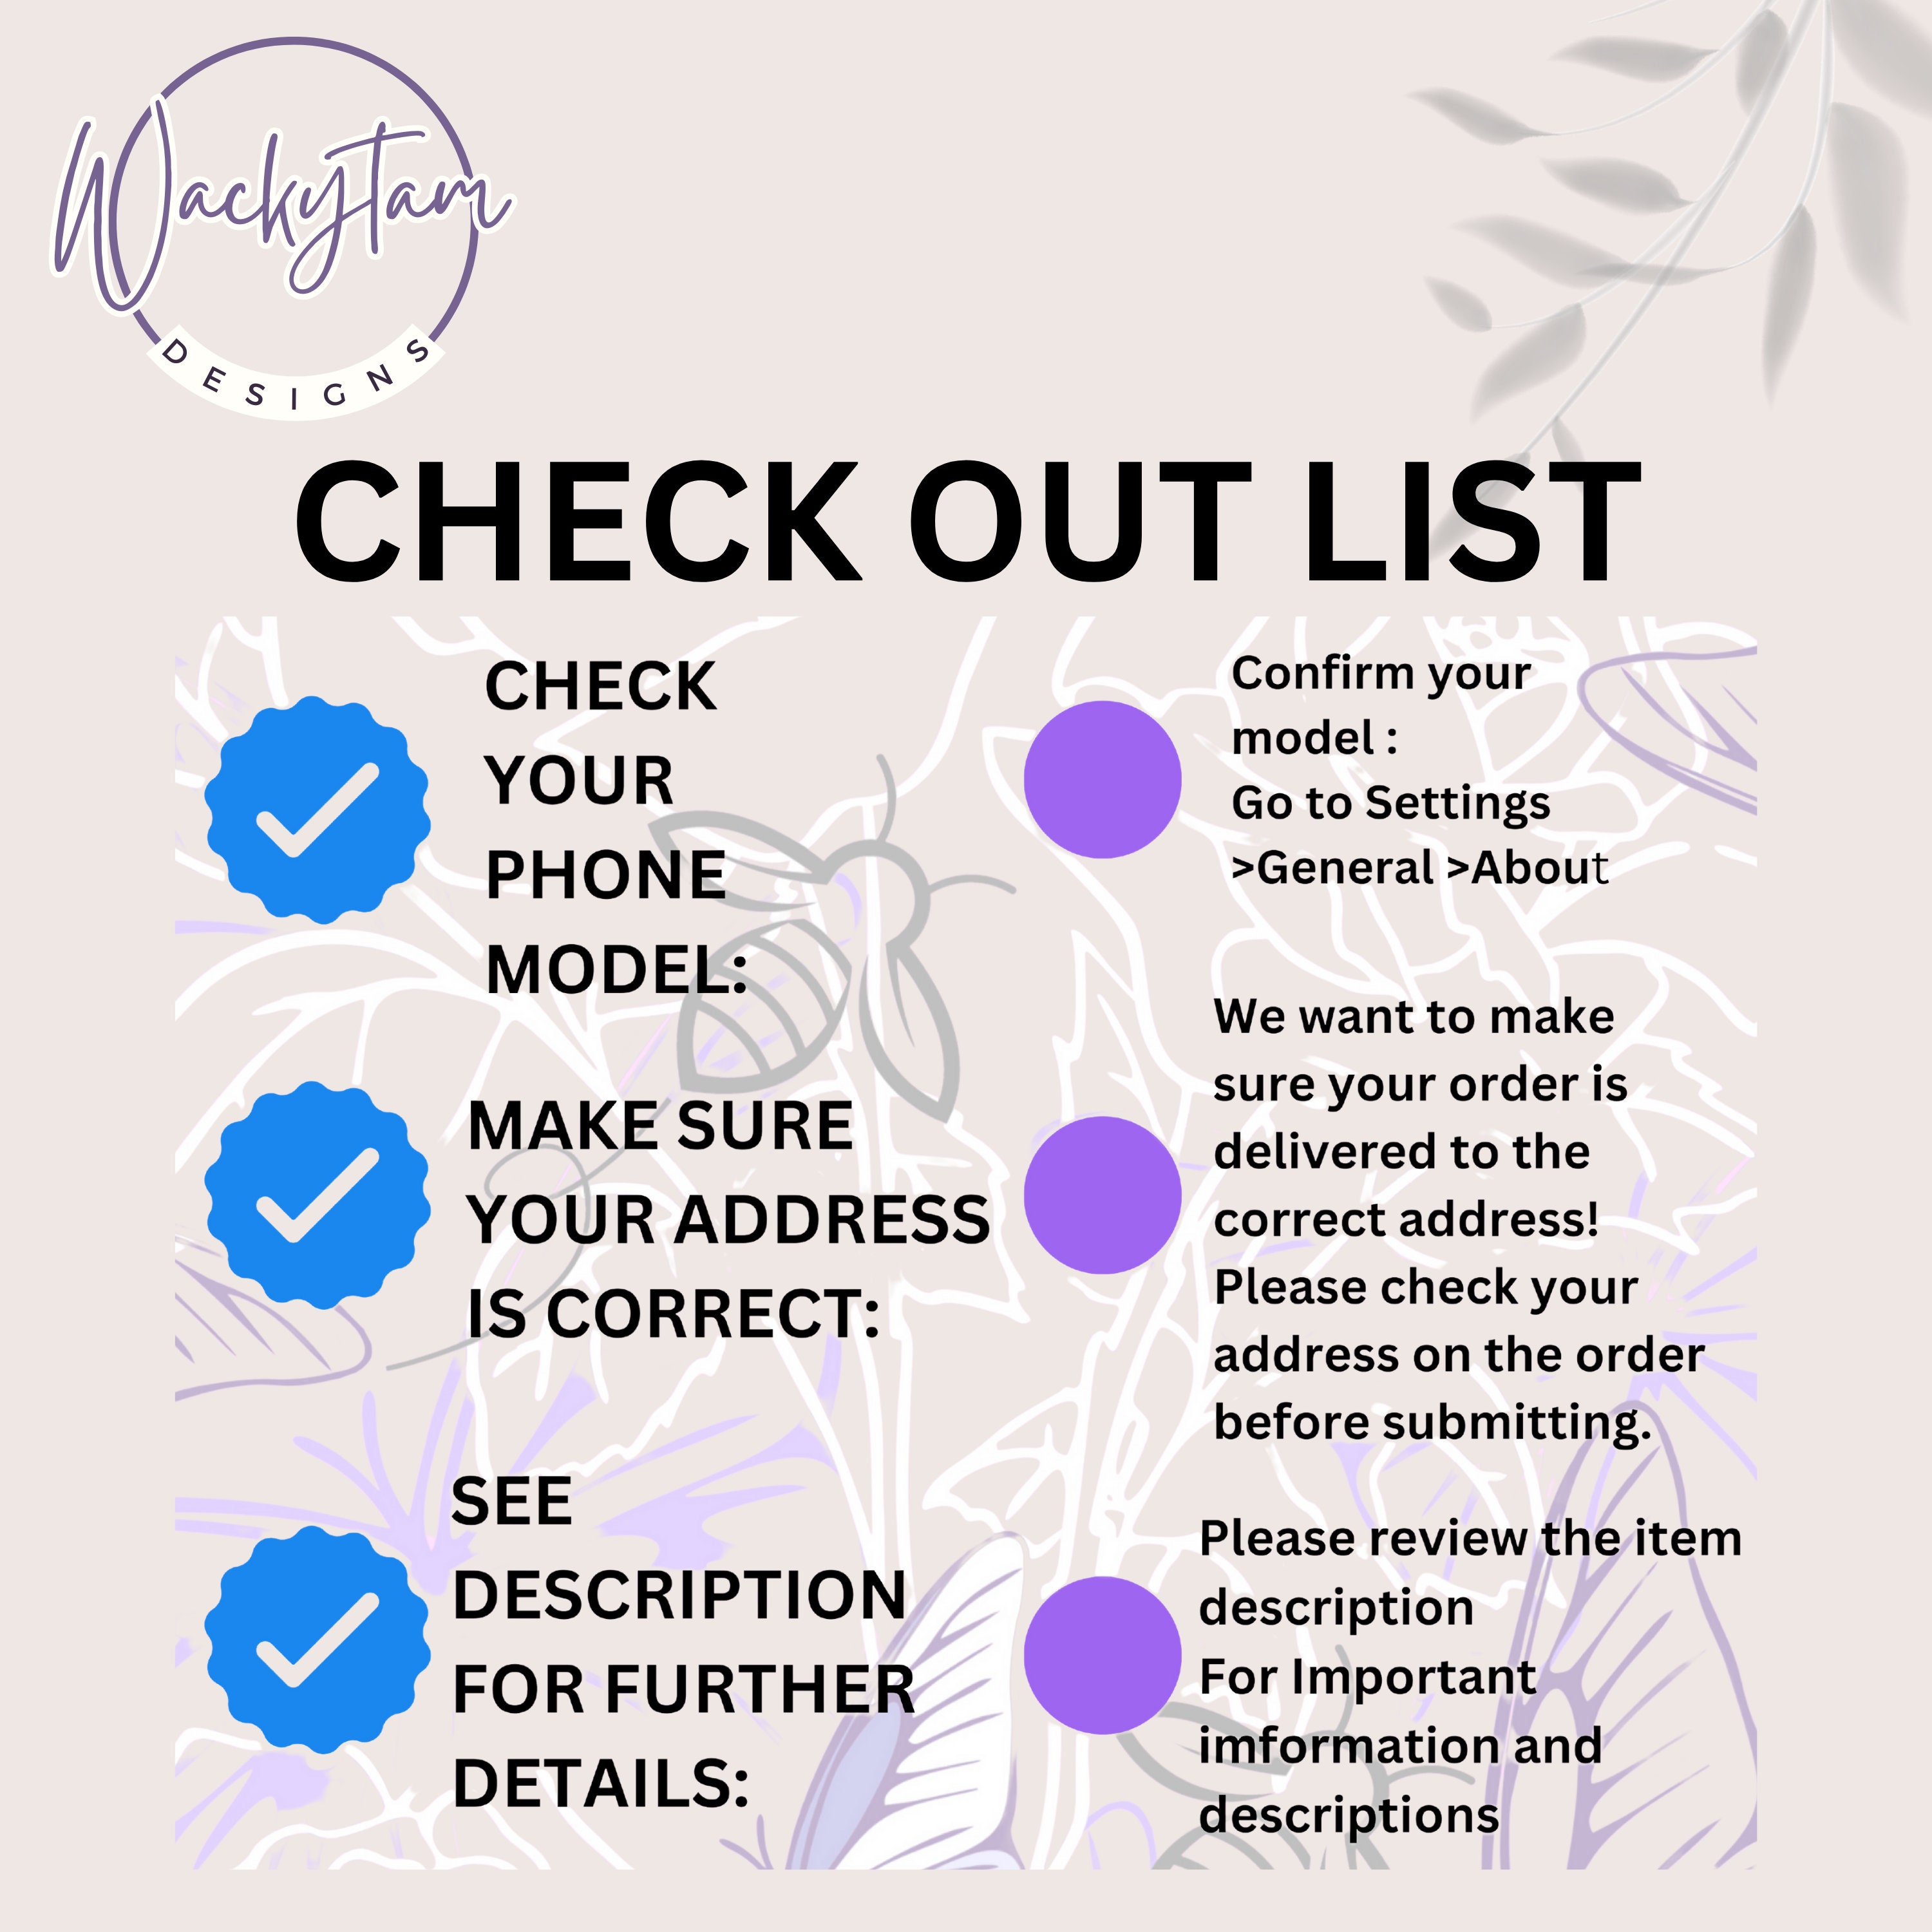 Wackytam
DESIGNS
CHECK OUT LIST
CHECK
YOUR
PHONE
MODEL:
Confirm your
model :
Go to Settings
>General >About
MAKE SURE
YOUR ADDRESS
IS CORRECT:
We want to make
sure your order is
delivered to the
correct address!
Please check your
address on the order
before submitting.
SEE
DESCRIPTION
FOR FURTHER
DETAILS:
Please review the item
description
For Important
imformation and
descriptions